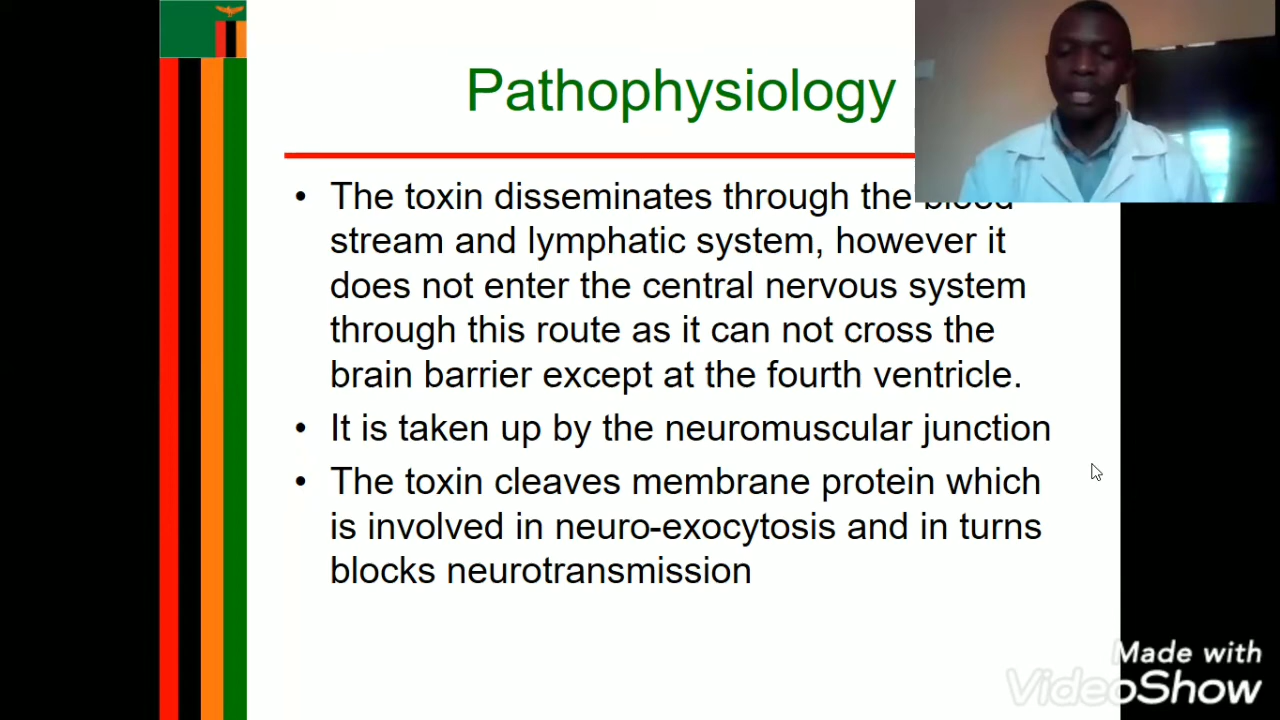 Pathophysiology
• The toxin disseminates through the blood
stream and lymphatic system, however it
does not enter the central nervous system
through this route as it can not cross the
brain barrier except at the fourth ventricle.
• It is taken up by the neuromuscular junction
• The toxin cleaves membrane protein which
is involved in neuro-exocytosis and in turns
blocks neurotransmission
Made with
VideoShow